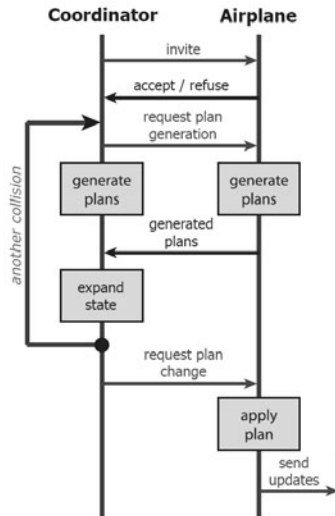 Coordinator Airplane
invite
accept / refuse
request plan
generation
generate
plans
generate
plans
generated
plans
another collision
expand
state
request plan
change
apply
plan
send
updates